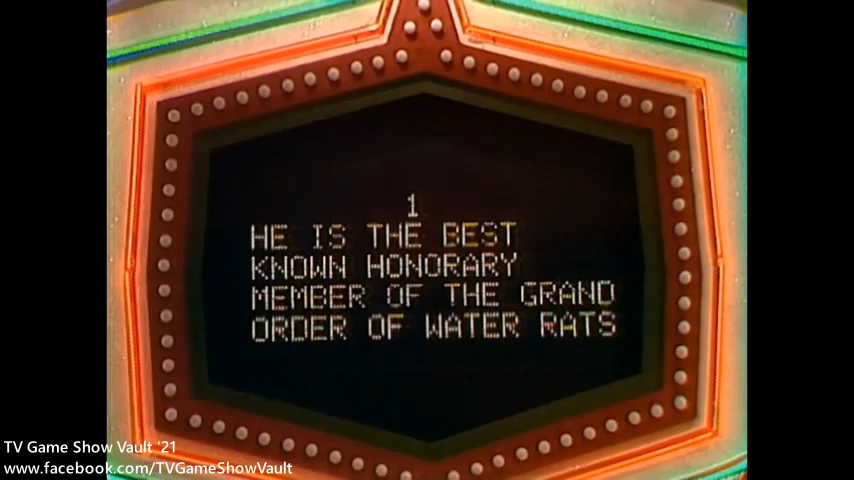 1
HE IS THE BEST
KNOWN HONORARY
MEMBER OF THE GRAND
ORDER OF WATER RATS
TV Game Show Vault '21
www.facebook.com/TVGameShowVault